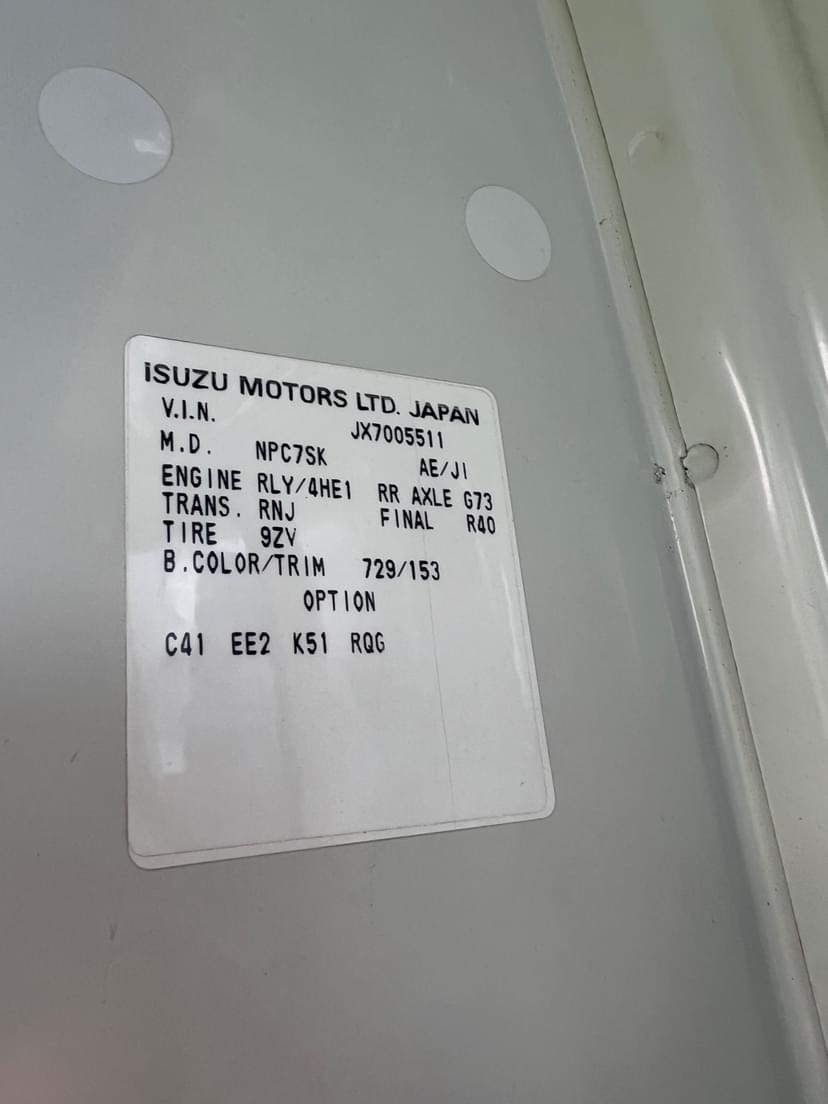 ISUZU MOTORS LTD. JAPAN
V.I.N. JX7005511
M.D. NPC7SK AE/JI
ENGINE RLY/4HE1 RR AXLE G73
TRANS. RNJ FINAL R40
TIRE 9ZV
B.COLOR/TRIM 729/153
OPTION
C41 EE2 K51 RQG